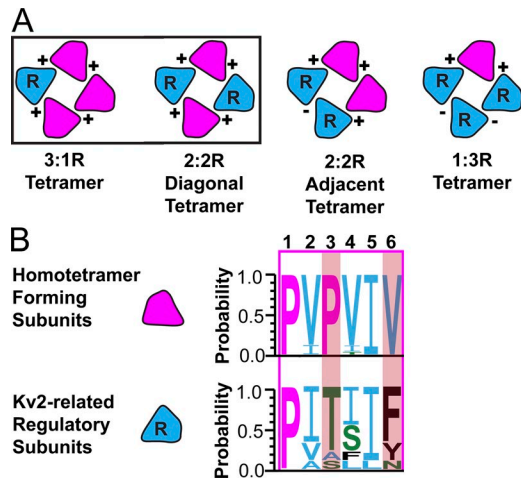 A
+ + + +
R
3:1R
Tetramer
+ + + +
R R
2:2R
Diagonal
Tetramer
+ + - +
R R
2:2R
Adjacent
Tetramer
+ + - -
R R R
1:3R
Tetramer
B
1 2 3 4 5 6
Homotetramer
Forming
Subunits
Probability
1.0
0.5
0.0
P V P V I V
Kv2-related
Regulatory
Subunits
R
Probability
1.0
0.5
0.0
P I T I I F
V A S F L Y
A S L L N